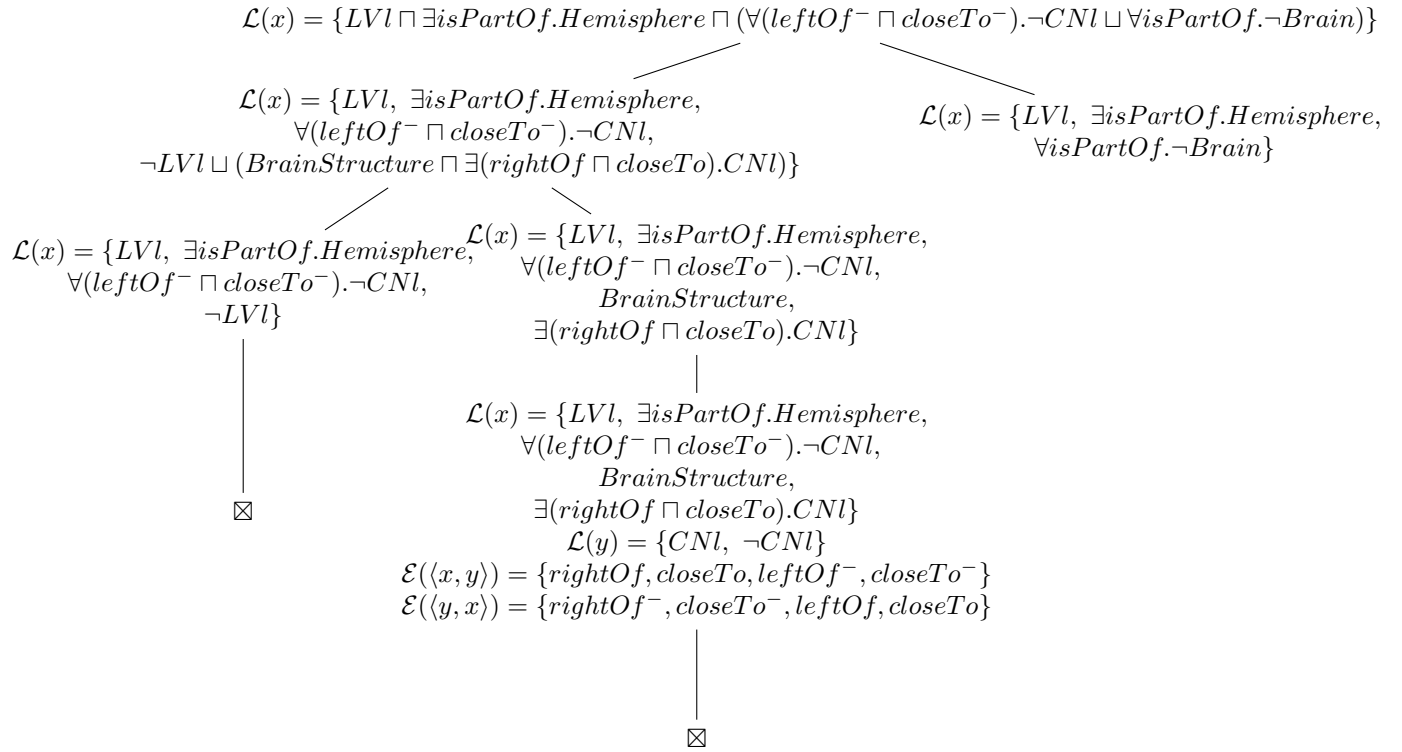 ℒ(x) = {LVl ⊓ ∃isPartOf.Hemisphere ⊓ (∀(leftOf⁻ ⊓ closeTo⁻).¬CNl ⊔ ∀isPartOf.¬Brain)}
ℒ(x) = {LVl, ∃isPartOf.Hemisphere,
∀(leftOf⁻ ⊓ closeTo⁻).¬CNl,
¬LVl ⊔ (BrainStructure ⊓ ∃(rightOf ⊓ closeTo).CNl)}
ℒ(x) = {LVl, ∃isPartOf.Hemisphere,
∀isPartOf.¬Brain}
ℒ(x) = {LVl, ∃isPartOf.Hemisphere,
∀(leftOf⁻ ⊓ closeTo⁻).¬CNl,
¬LVl}
ℒ(x) = {LVl, ∃isPartOf.Hemisphere,
∀(leftOf⁻ ⊓ closeTo⁻).¬CNl,
BrainStructure,
∃(rightOf ⊓ closeTo).CNl}
⊠
ℒ(x) = {LVl, ∃isPartOf.Hemisphere,
∀(leftOf⁻ ⊓ closeTo⁻).¬CNl,
BrainStructure,
∃(rightOf ⊓ closeTo).CNl}
ℒ(y) = {CNl, ¬CNl}
ℰ(⟨x, y⟩) = {rightOf, closeTo, leftOf⁻, closeTo⁻}
ℰ(⟨y, x⟩) = {rightOf⁻, closeTo⁻, leftOf, closeTo}
⊠